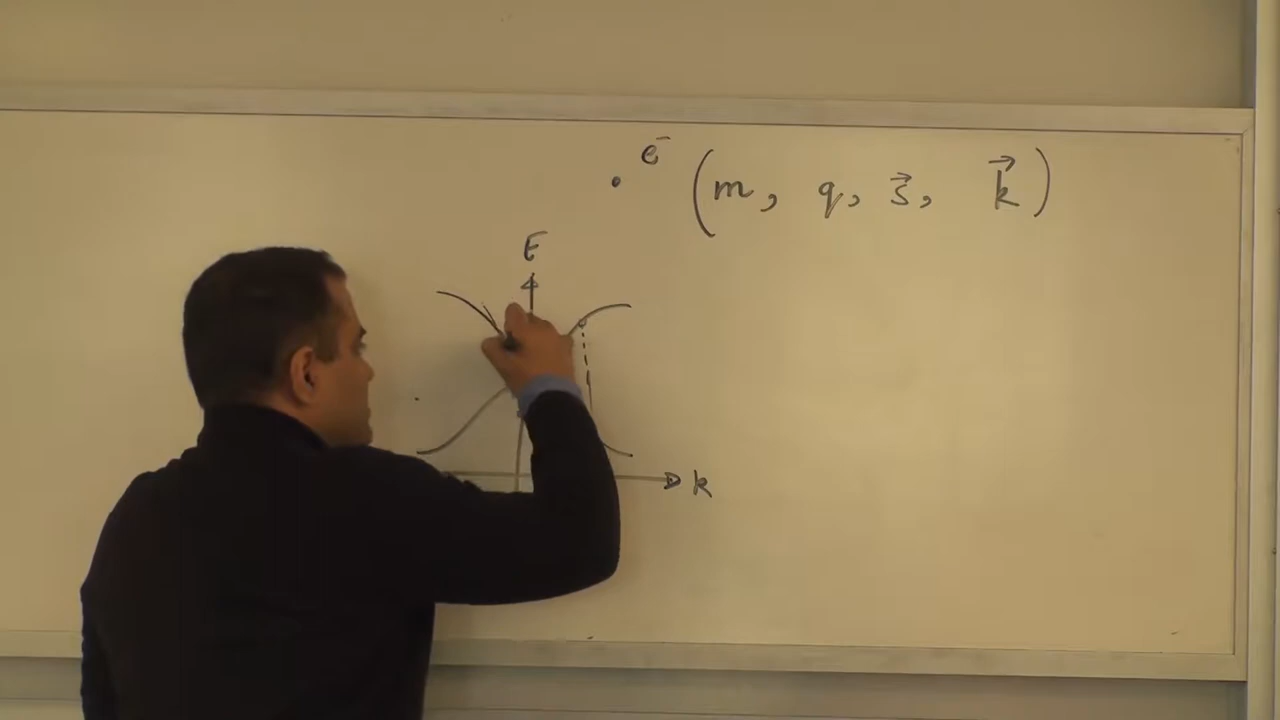 e⁻
(m, q, s⃗, k⃗)
E
k